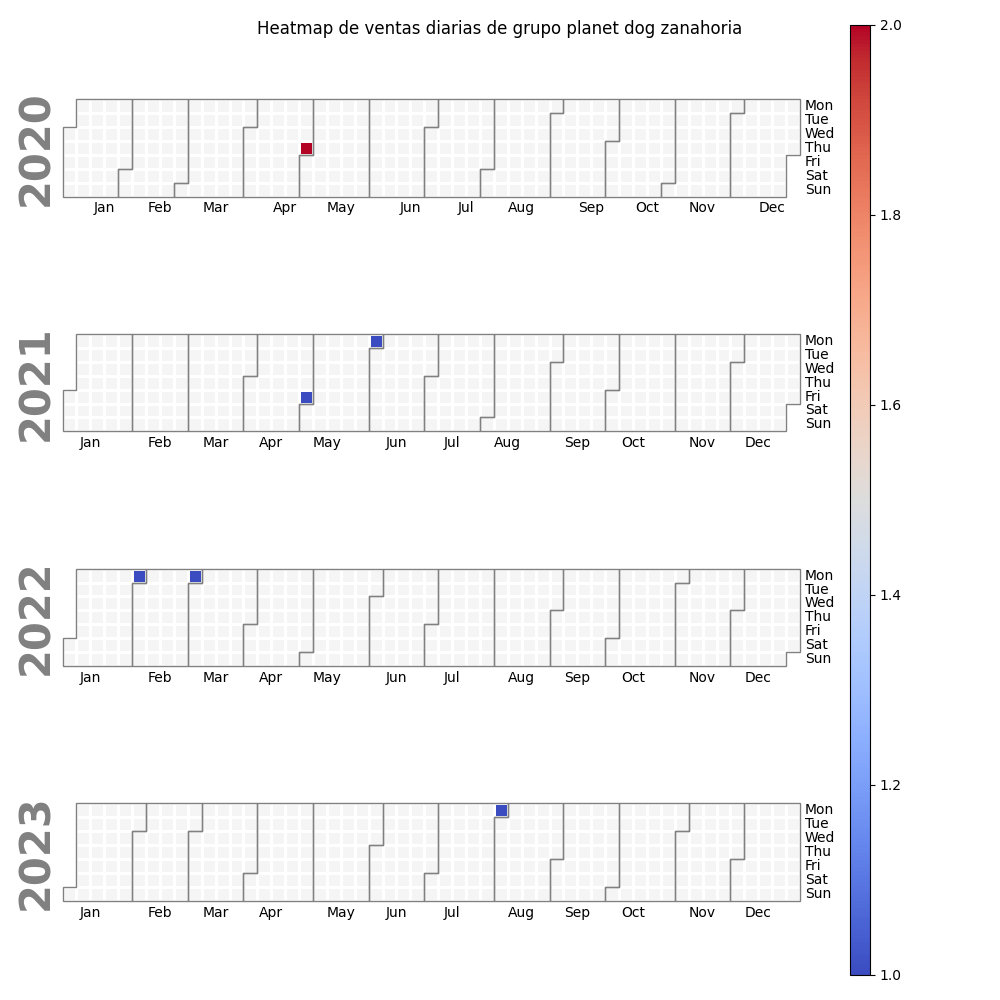 Heatmap de ventas diarias de grupo planet dog zanahoria
2020
Mon
Tue
Wed
Thu
Fri
Sat
Sun
Jan Feb Mar Apr May Jun Jul Aug Sep Oct Nov Dec
2021
Mon
Tue
Wed
Thu
Fri
Sat
Sun
Jan Feb Mar Apr May Jun Jul Aug Sep Oct Nov Dec
2022
Mon
Tue
Wed
Thu
Fri
Sat
Sun
Jan Feb Mar Apr May Jun Jul Aug Sep Oct Nov Dec
2023
Mon
Tue
Wed
Thu
Fri
Sat
Sun
Jan Feb Mar Apr May Jun Jul Aug Sep Oct Nov Dec
2.0
1.8
1.6
1.4
1.2
1.0